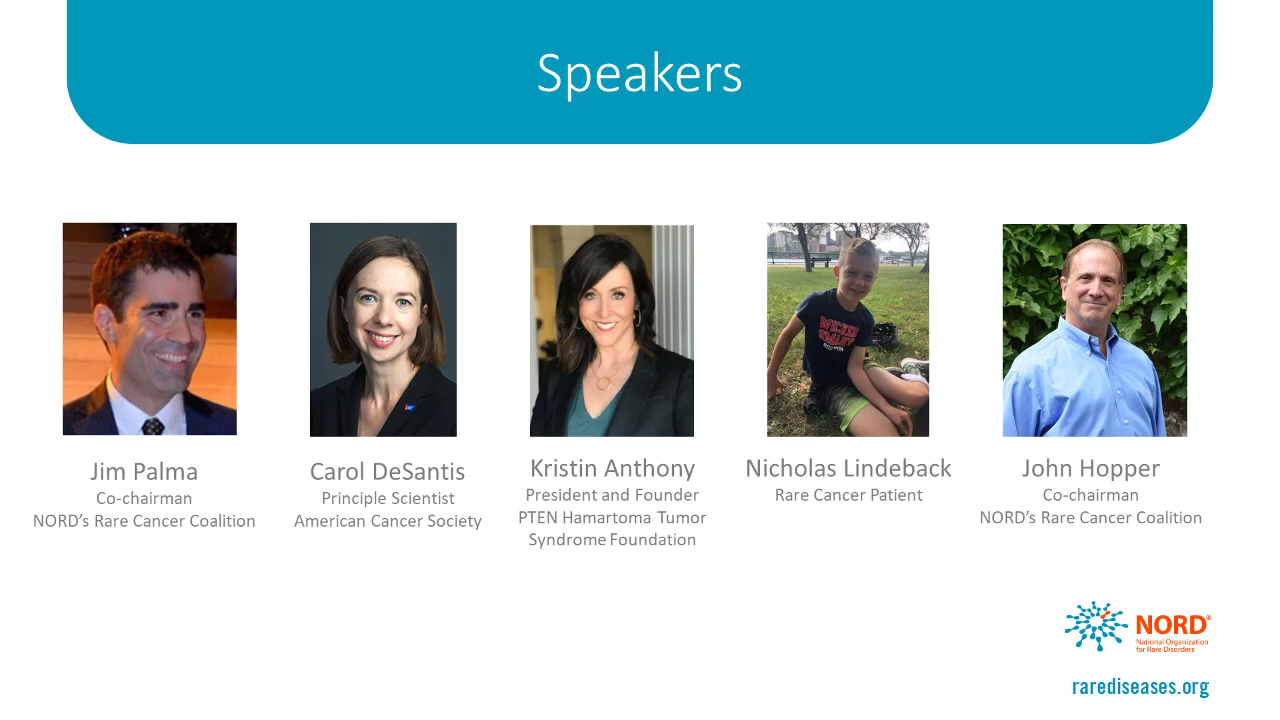 Speakers
WICKED
SMART
Jim Palma
Co-chairman
NORD's Rare Cancer Coalition
Carol DeSantis
Principle Scientist
American Cancer Society
Kristin Anthony
President and Founder
PTEN Hamartoma Tumor
Syndrome Foundation
Nicholas Lindeback
Rare Cancer Patient
John Hopper
Co-chairman
NORD's Rare Cancer Coalition
NORD®
National Organization
for Rare Disorders
rarediseases.org